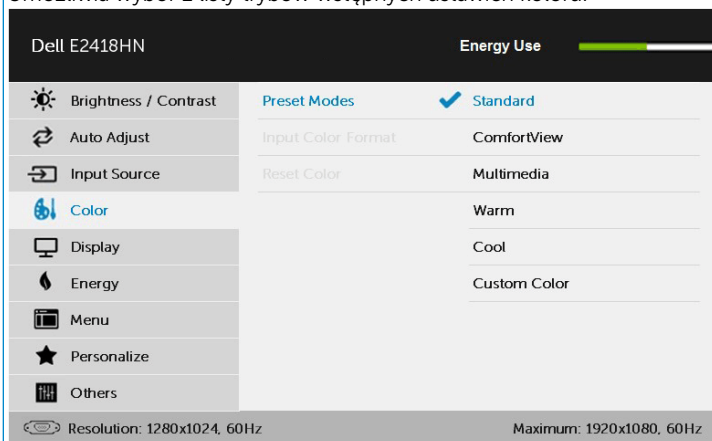 Dell E2418HN Energy Use
Brightness / Contrast Preset Modes Standard
Auto Adjust Input Color Format ComfortView
Input Source Reset Color Multimedia
Color Warm
Display Cool
Energy Custom Color
Menu
Personalize
Others
Resolution: 1280x1024, 60Hz Maximum: 1920x1080, 60Hz